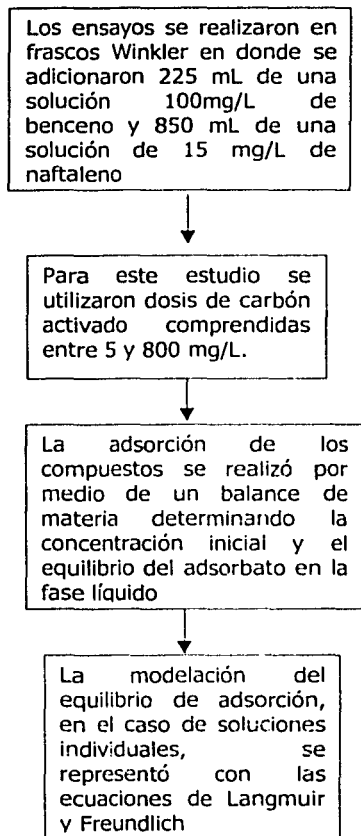 Los ensayos se realizaron en
frascos Winkler en donde se
adicionaron 225 mL de una
solución 100mg/L de
benceno y 850 mL de una
solución de 15 mg/L de
naftaleno
Para este estudio se
utilizaron dosis de carbón
activado comprendidas
entre 5 y 800 mg/L.
La adsorción de los
compuestos se realizó por
medio de un balance de
materia determinando la
concentración inicial y el
equilibrio del adsorbato en la
fase líquido
La modelación del
equilibrio de adsorción,
en el caso de soluciones
individuales, se
representó con las
ecuaciones de Langmuir
y Freundlich